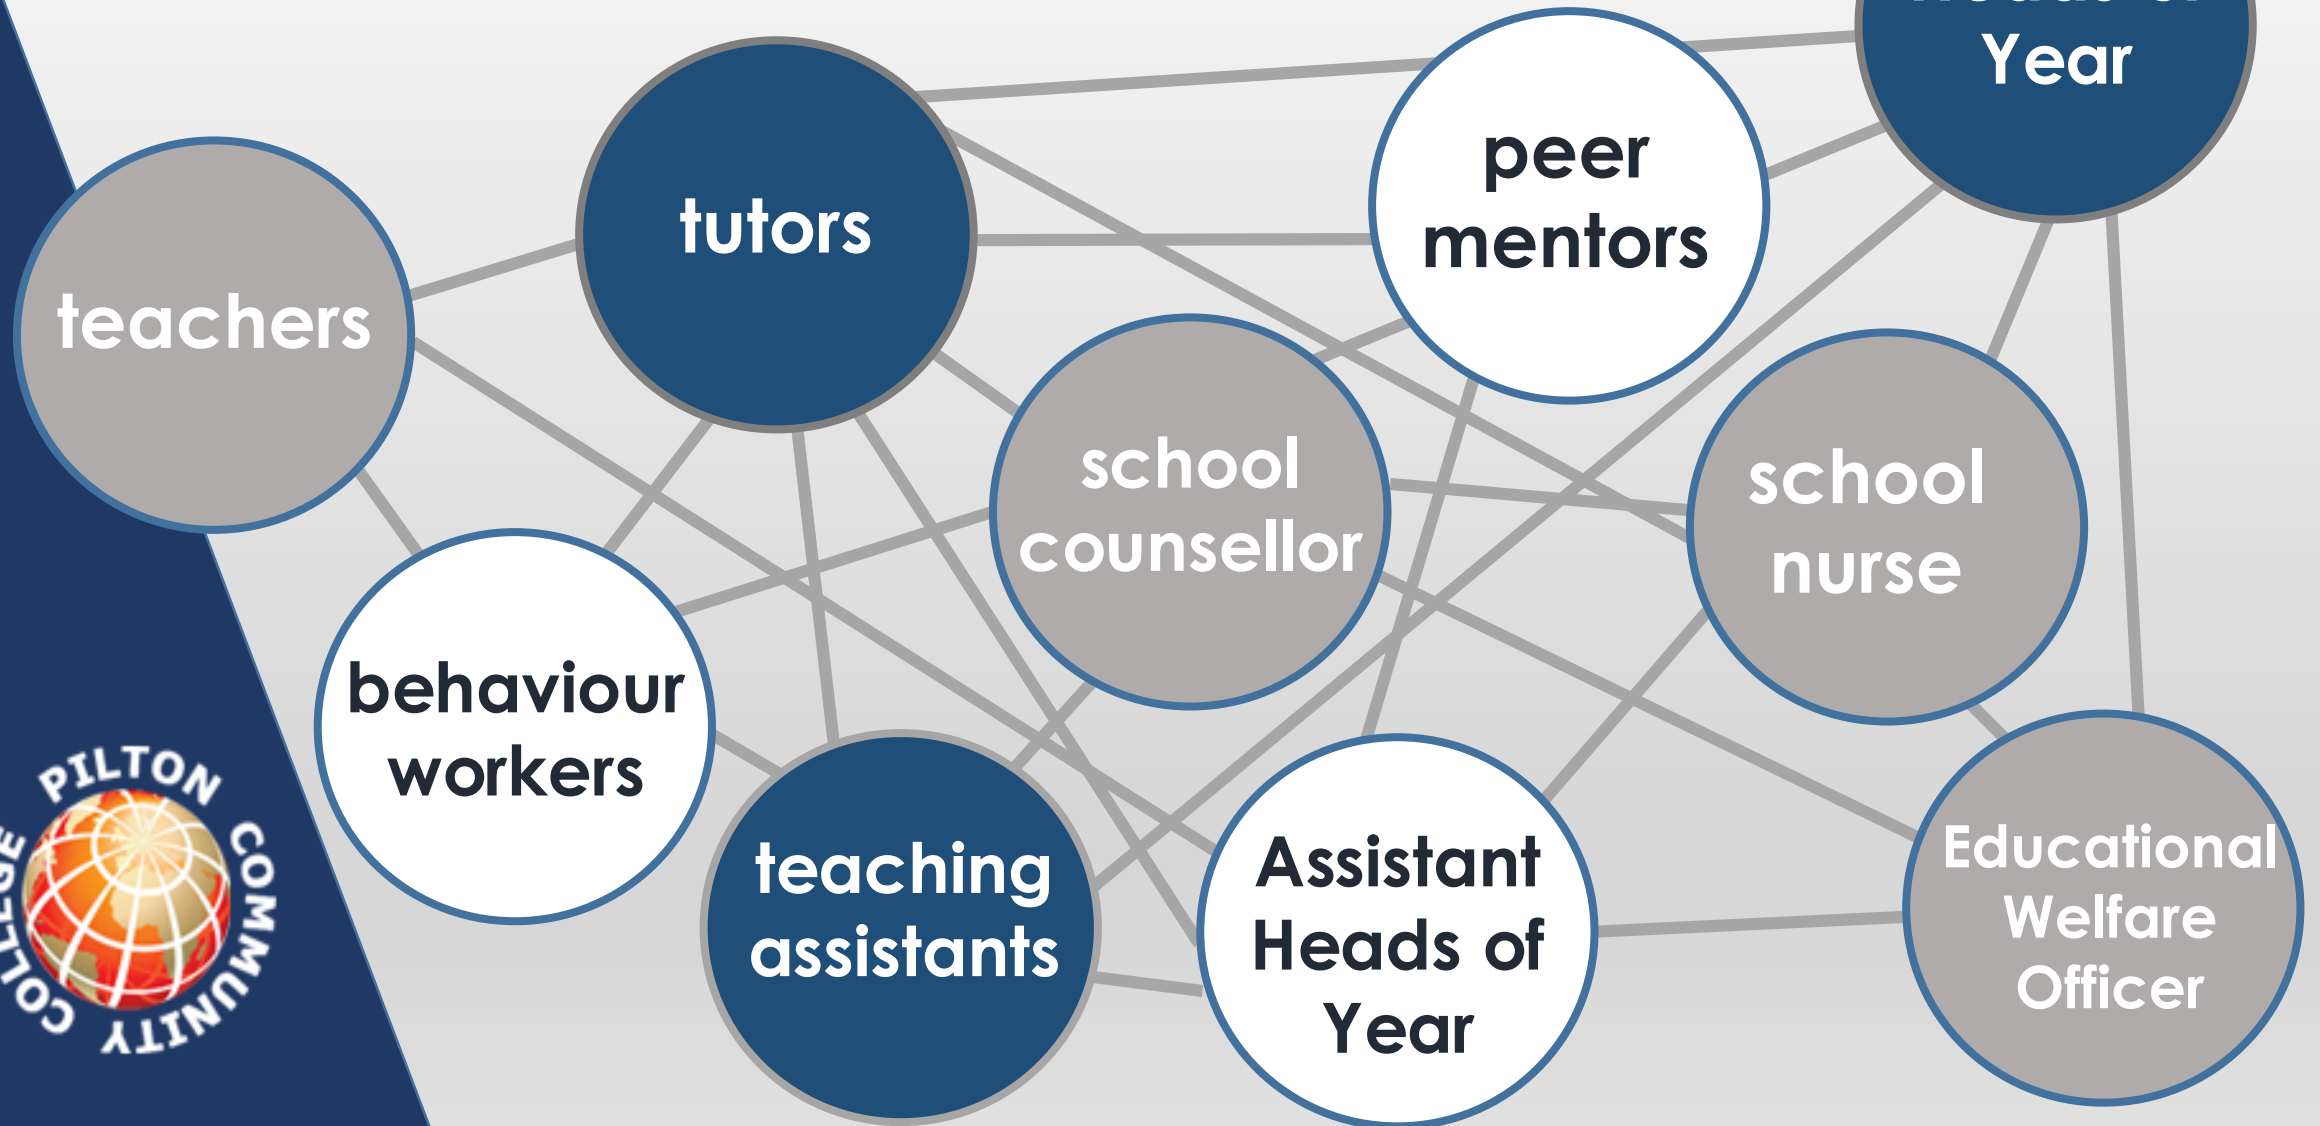 Year
peer
mentors
tutors
teachers
school
counsellor
school
nurse
behaviour
workers
teaching
assistants
Assistant
Heads of
Year
Educational
Welfare
Officer
PILTON COMMUNITY COLLEGE